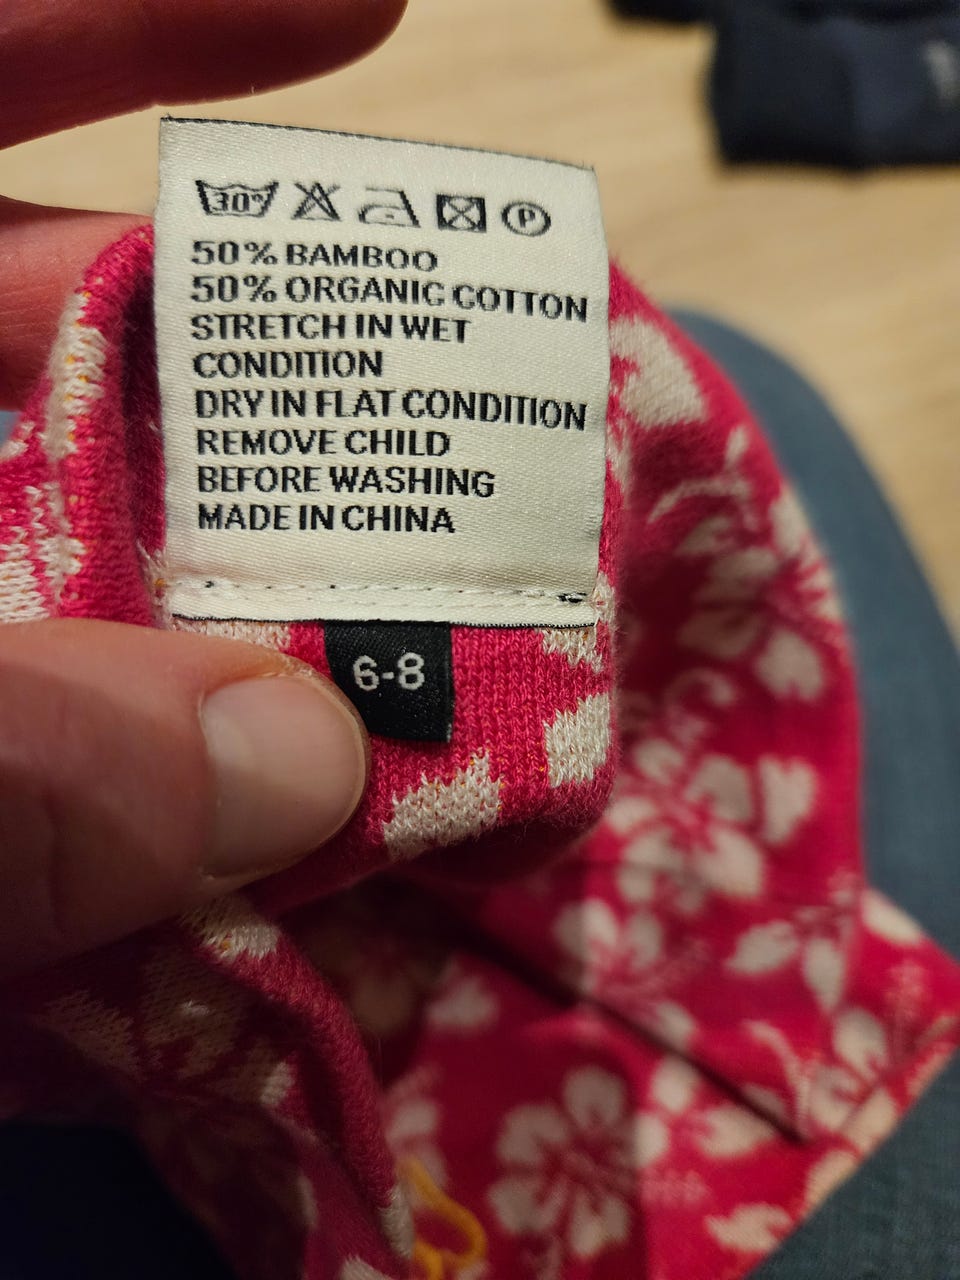 30° P
50% BAMBOO
50% ORGANIC COTTON
STRETCH IN WET
CONDITION
DRY IN FLAT CONDITION
REMOVE CHILD
BEFORE WASHING
MADE IN CHINA
6-8